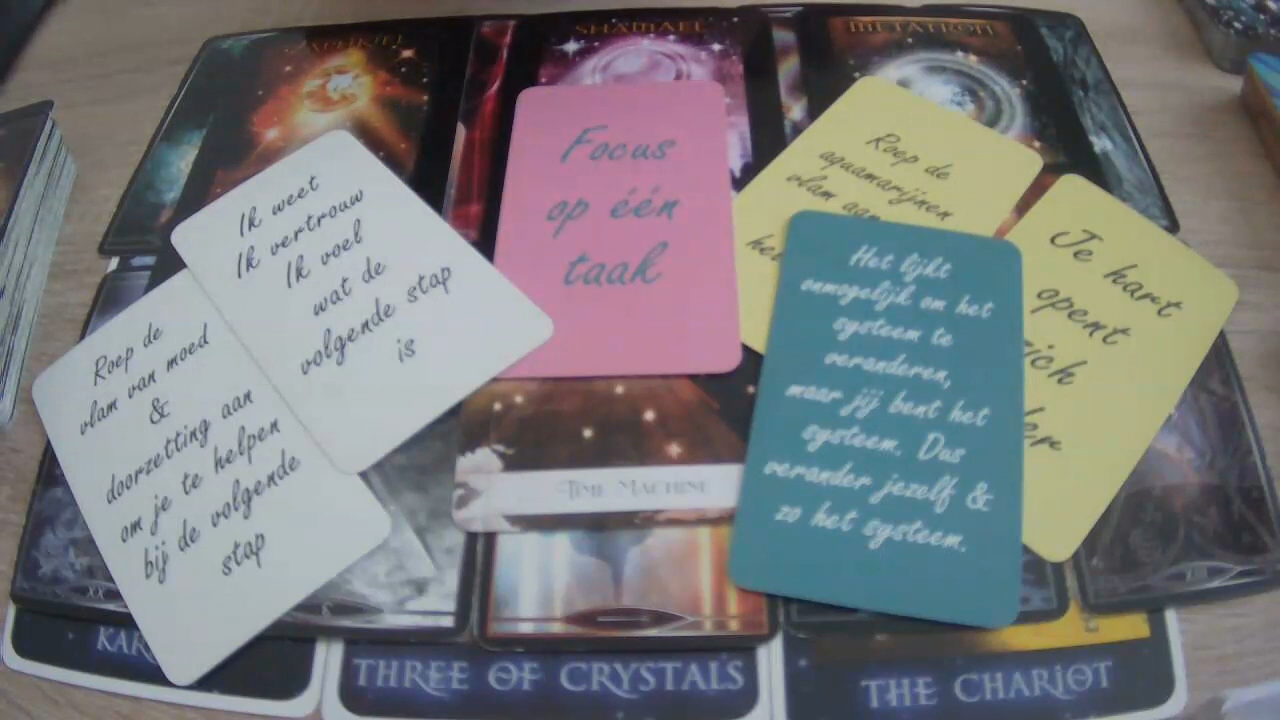 SHAMAEL
METATRON
Ik weet
Ik vertrouw
Ik voel
wat de
volgende stap
is
Roep de
vlam van moed
&
doorzetting aan
om je te helpen
bij de volgende
stap
Focus
op één
taak
Roep de
aquamarijnen
vlam aan
Je hart
opent
zich
Het lijkt
onmogelijk om het
systeem te
veranderen,
maar jij bent het
systeem. Dus
verander jezelf &
zo het systeem.
TIME MACHINE
XX
THREE OF CRYSTALS
THE CHARIOT